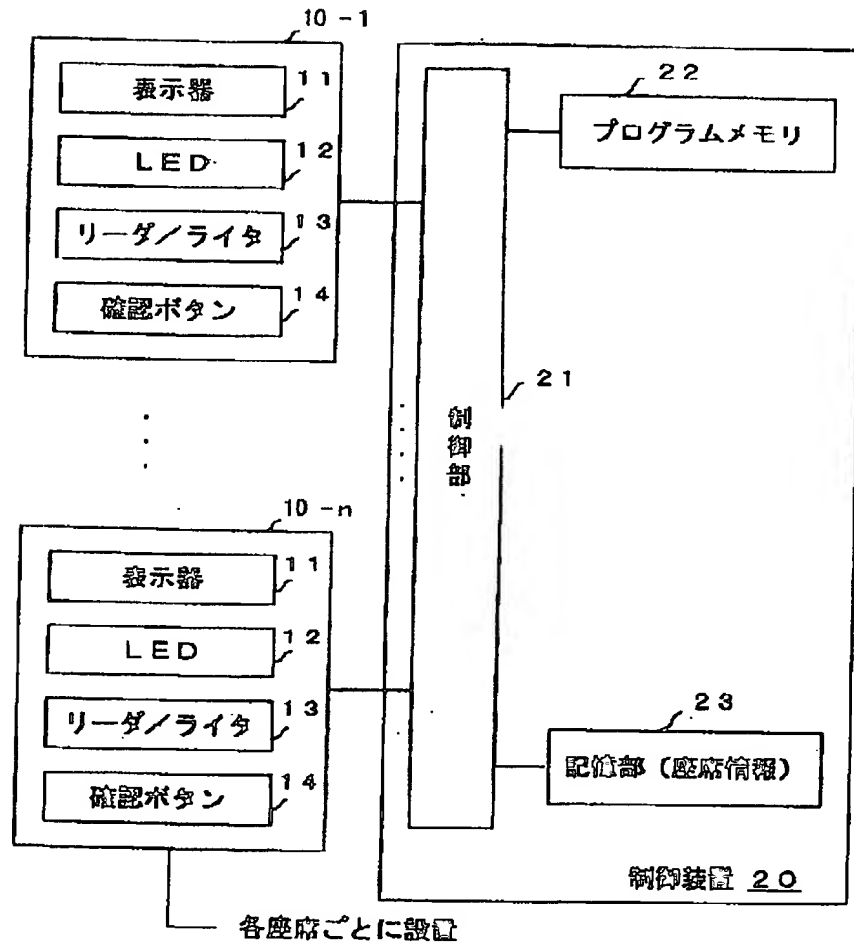 10-1
表示器
11
LED
12
リーダ/ライタ
13
確認ボタン
14
10-n
表示器
11
LED
12
リーダ/ライタ
13
確認ボタン
14
各座席ごとに設置
制御部
21
22
プログラムメモリ
23
記憶部(座席情報)
制御装置 20